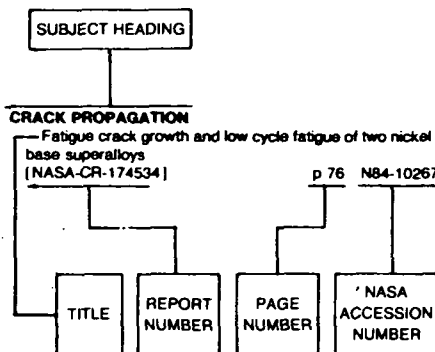 SUBJECT HEADING
CRACK PROPAGATION
Fatigue crack growth and low cycle fatigue of two nickel
base superalloys
[NASA-CR-174534] p 76 N84-10267
TITLE
REPORT
NUMBER
PAGE
NUMBER
' NASA
ACCESSION
NUMBER